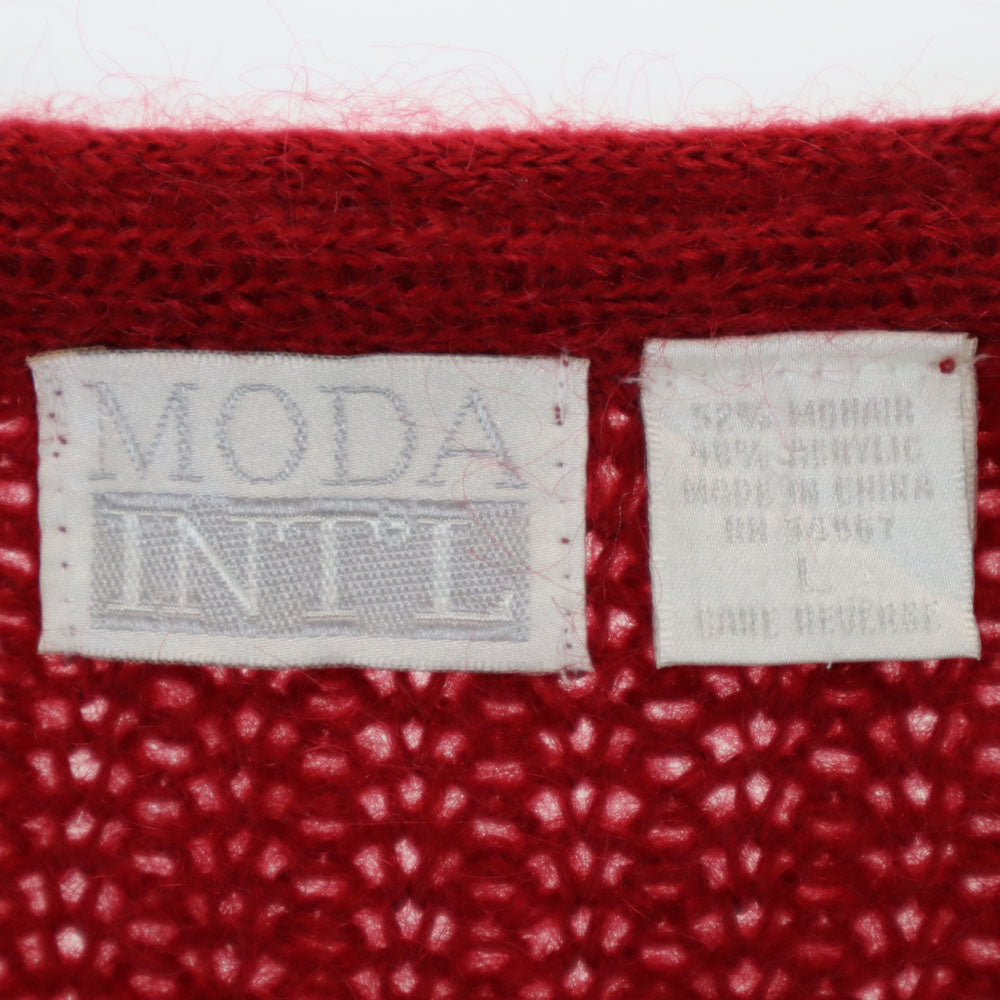 MODA
INT'L
52% MOHAIR
48% ACRYLIC
MADE IN CHINA
RN
L
CARE REVERSE